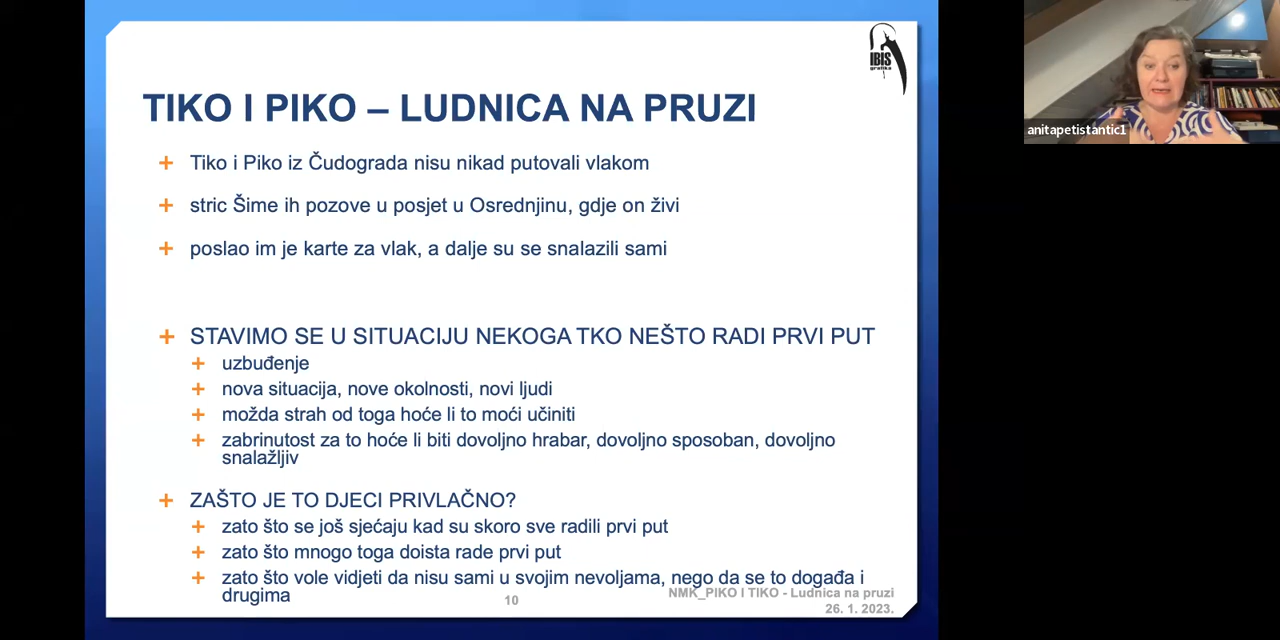 IBIS
grafika
anitapetistantic1
TIKO I PIKO – LUDNICA NA PRUZI
Tiko i Piko iz Čudograda nisu nikad putovali vlakom
stric Šime ih pozove u posjet u Osrednjinu, gdje on živi
poslao im je karte za vlak, a dalje su se snalazili sami
STAVIMO SE U SITUACIJU NEKOGA TKO NEŠTO RADI PRVI PUT
uzbuđenje
nova situacija, nove okolnosti, novi ljudi
možda strah od toga hoće li to moći učiniti
zabrinutost za to hoće li biti dovoljno hrabar, dovoljno sposoban, dovoljno
snalažljiv
ZAŠTO JE TO DJECI PRIVLAČNO?
zato što se još sjećaju kad su skoro sve radili prvi put
zato što mnogo toga doista rade prvi put
zato što vole vidjeti da nisu sami u svojim nevoljama, nego da se to događa i
drugima
10
NMK_PIKO I TIKO - Ludnica na pruzi
26. 1. 2023.